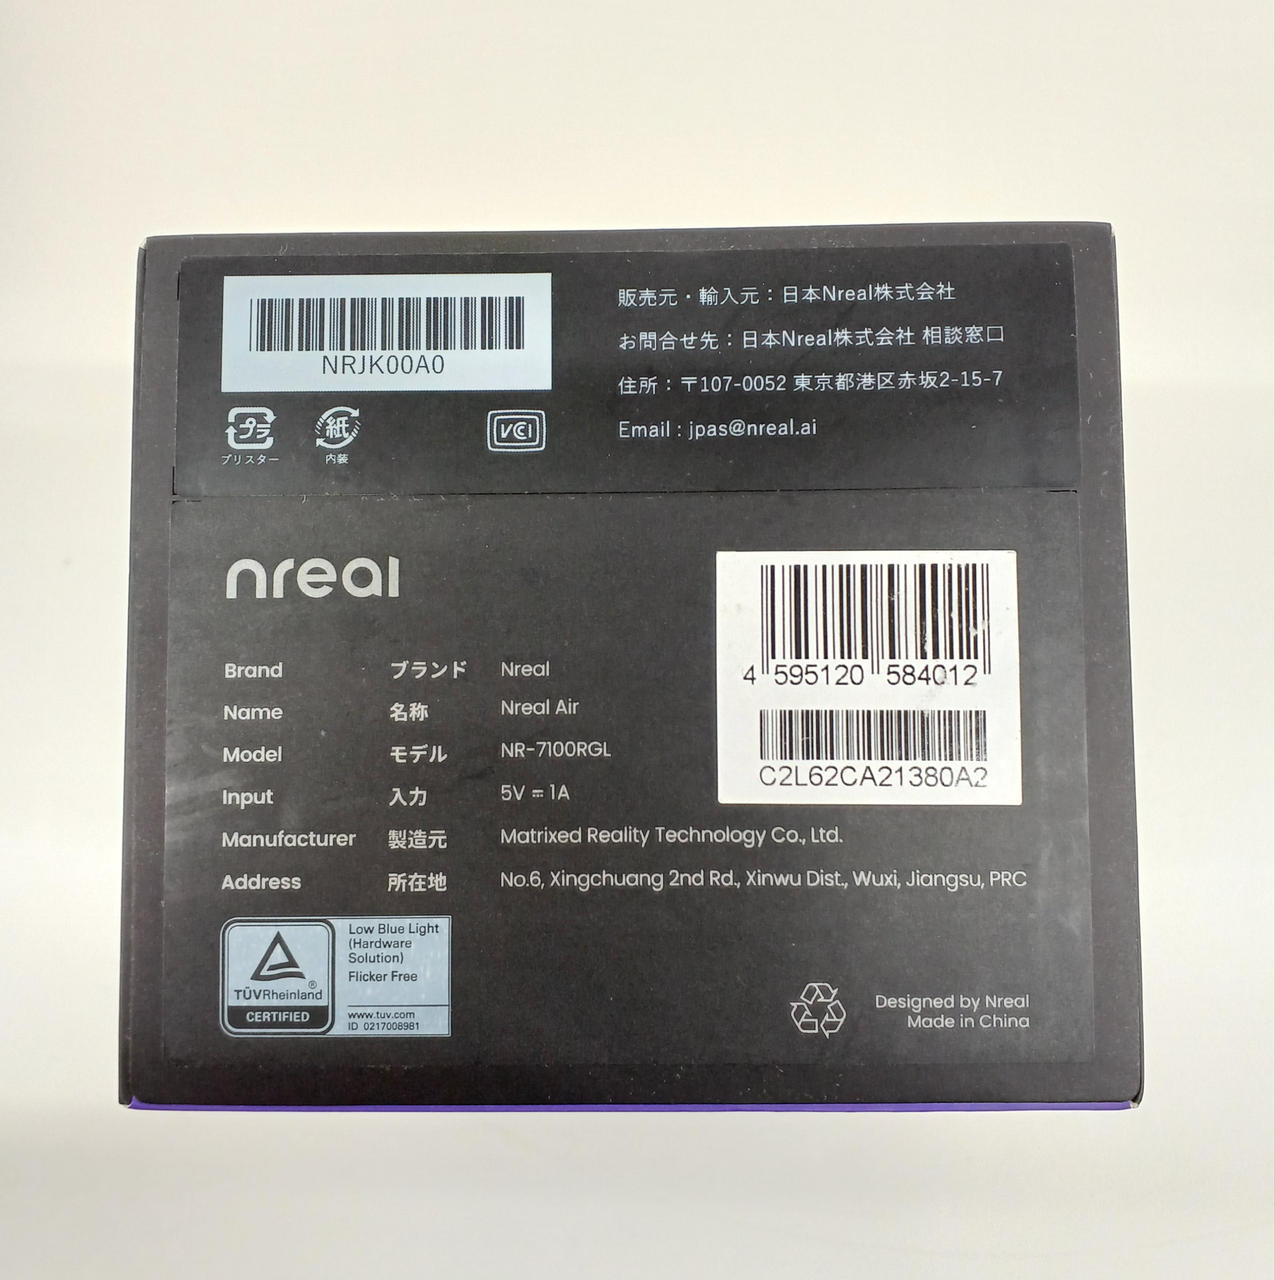 NRJK00A0
プラ
ブリスター
紙
内装
VCCI
販売元・輸入元：日本Nreal株式会社
お問合せ先：日本Nreal株式会社 相談窓口
住所：〒107-0052 東京都港区赤坂2-15-7
Email : jpas@nreal.ai
nreal
4 595120 584012
C2L62CA21380A2
Brand ブランド Nreal
Name 名称 Nreal Air
Model モデル NR-7100RGL
Input 入力 5V ⎓ 1A
Manufacturer 製造元 Matrixed Reality Technology Co., Ltd.
Address 所在地 No.6, Xingchuang 2nd Rd., Xinwu Dist., Wuxi, Jiangsu, PRC
TÜVRheinland®
CERTIFIED
Low Blue Light
(Hardware
Solution)
Flicker Free
www.tuv.com
ID 0217008981
Designed by Nreal
Made in China